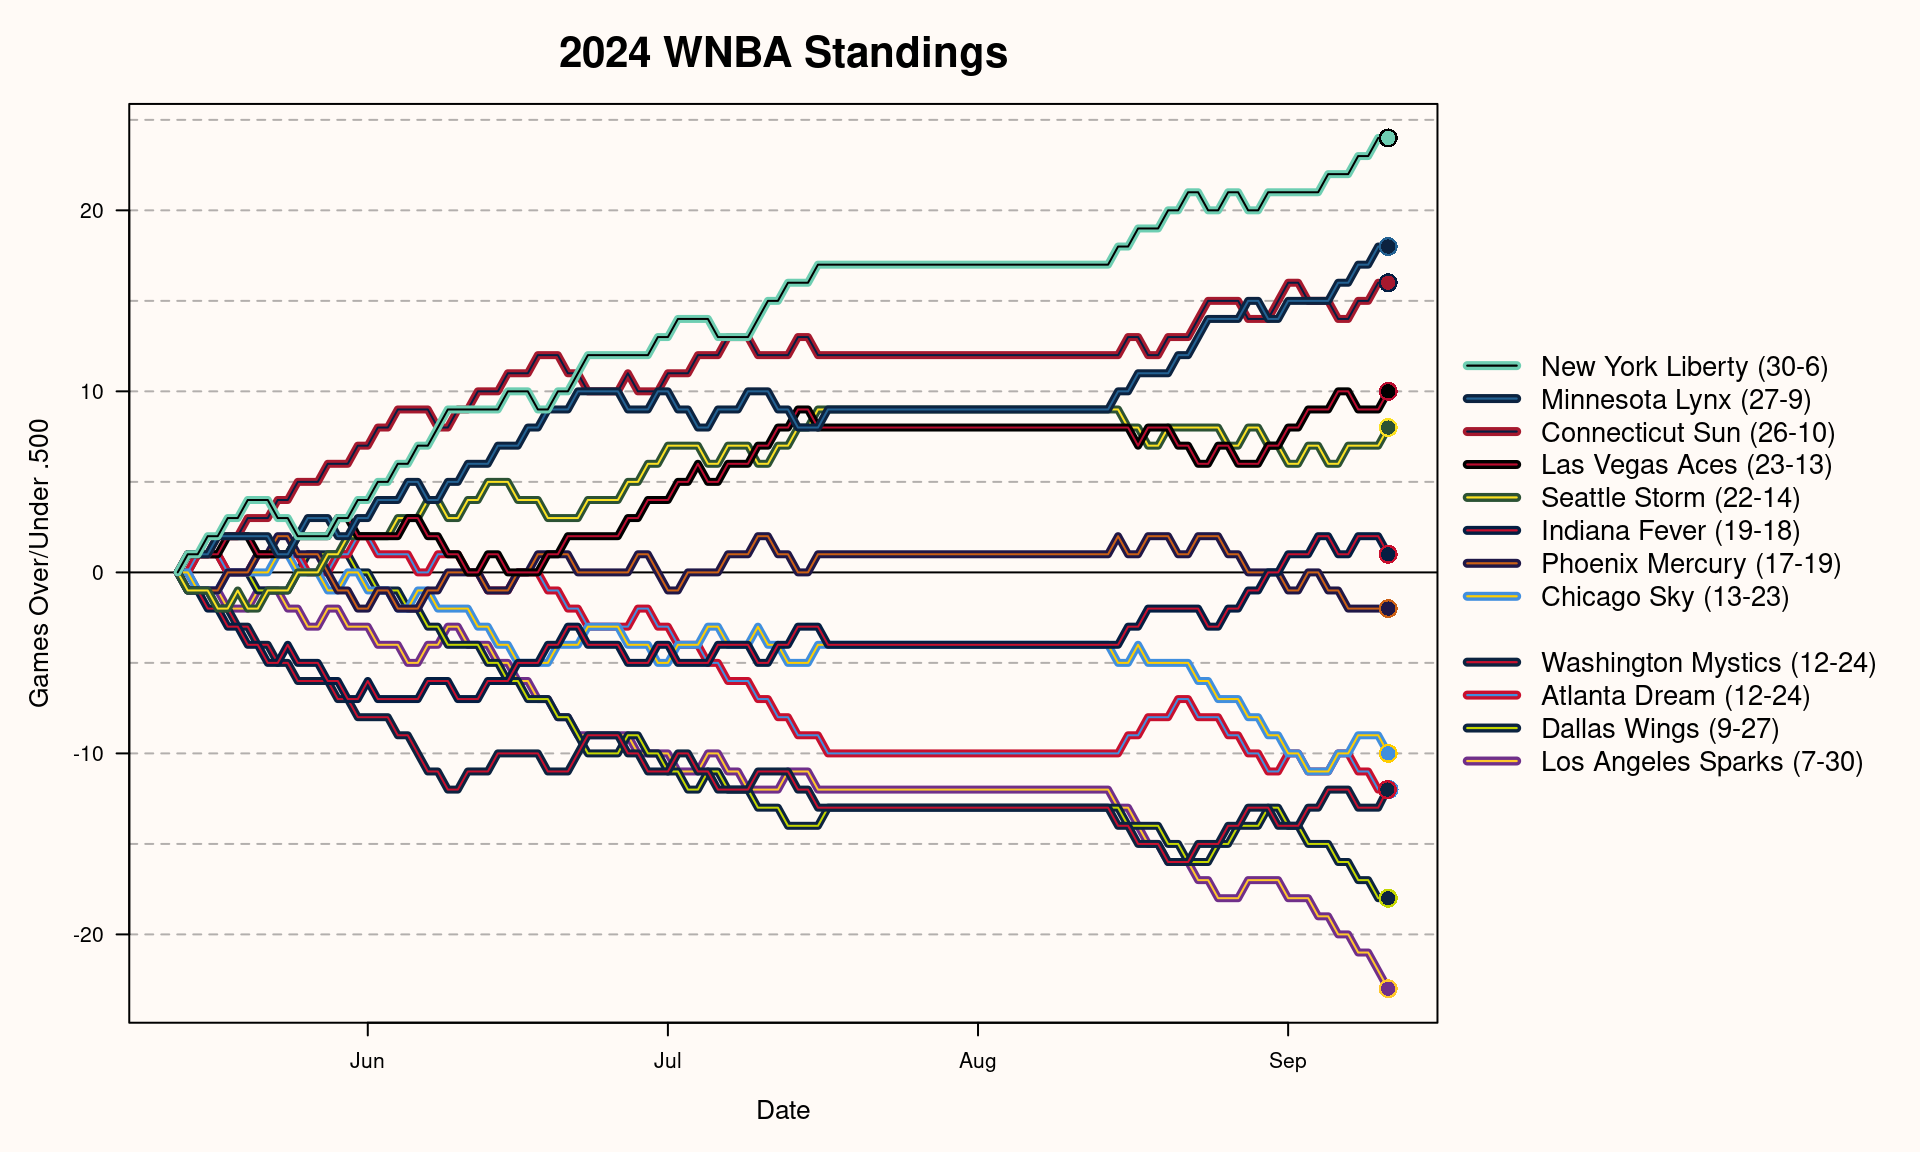 2024 WNBA Standings
Games Over/Under .500
20
10
0
-10
-20
Jun
Jul
Aug
Sep
Date
New York Liberty (30-6)
Minnesota Lynx (27-9)
Connecticut Sun (26-10)
Las Vegas Aces (23-13)
Seattle Storm (22-14)
Indiana Fever (19-18)
Phoenix Mercury (17-19)
Chicago Sky (13-23)
Washington Mystics (12-24)
Atlanta Dream (12-24)
Dallas Wings (9-27)
Los Angeles Sparks (7-30)